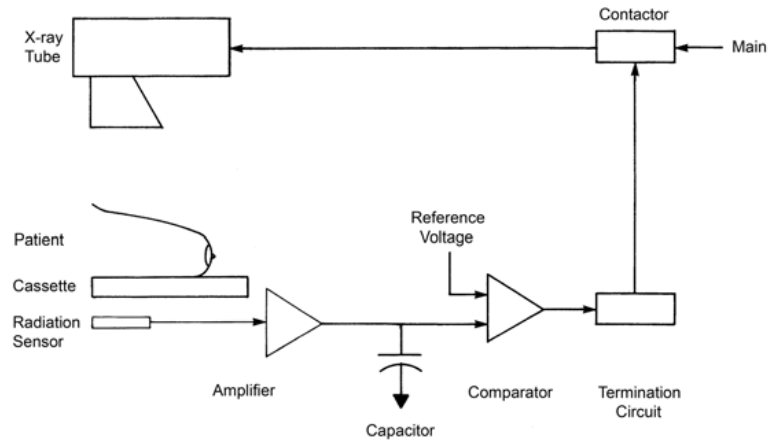 Contactor
X-ray
Tube
Main
Reference
Voltage
Patient
Cassette
Radiation
Sensor
Amplifier
Comparator
Termination
Circuit
Capacitor